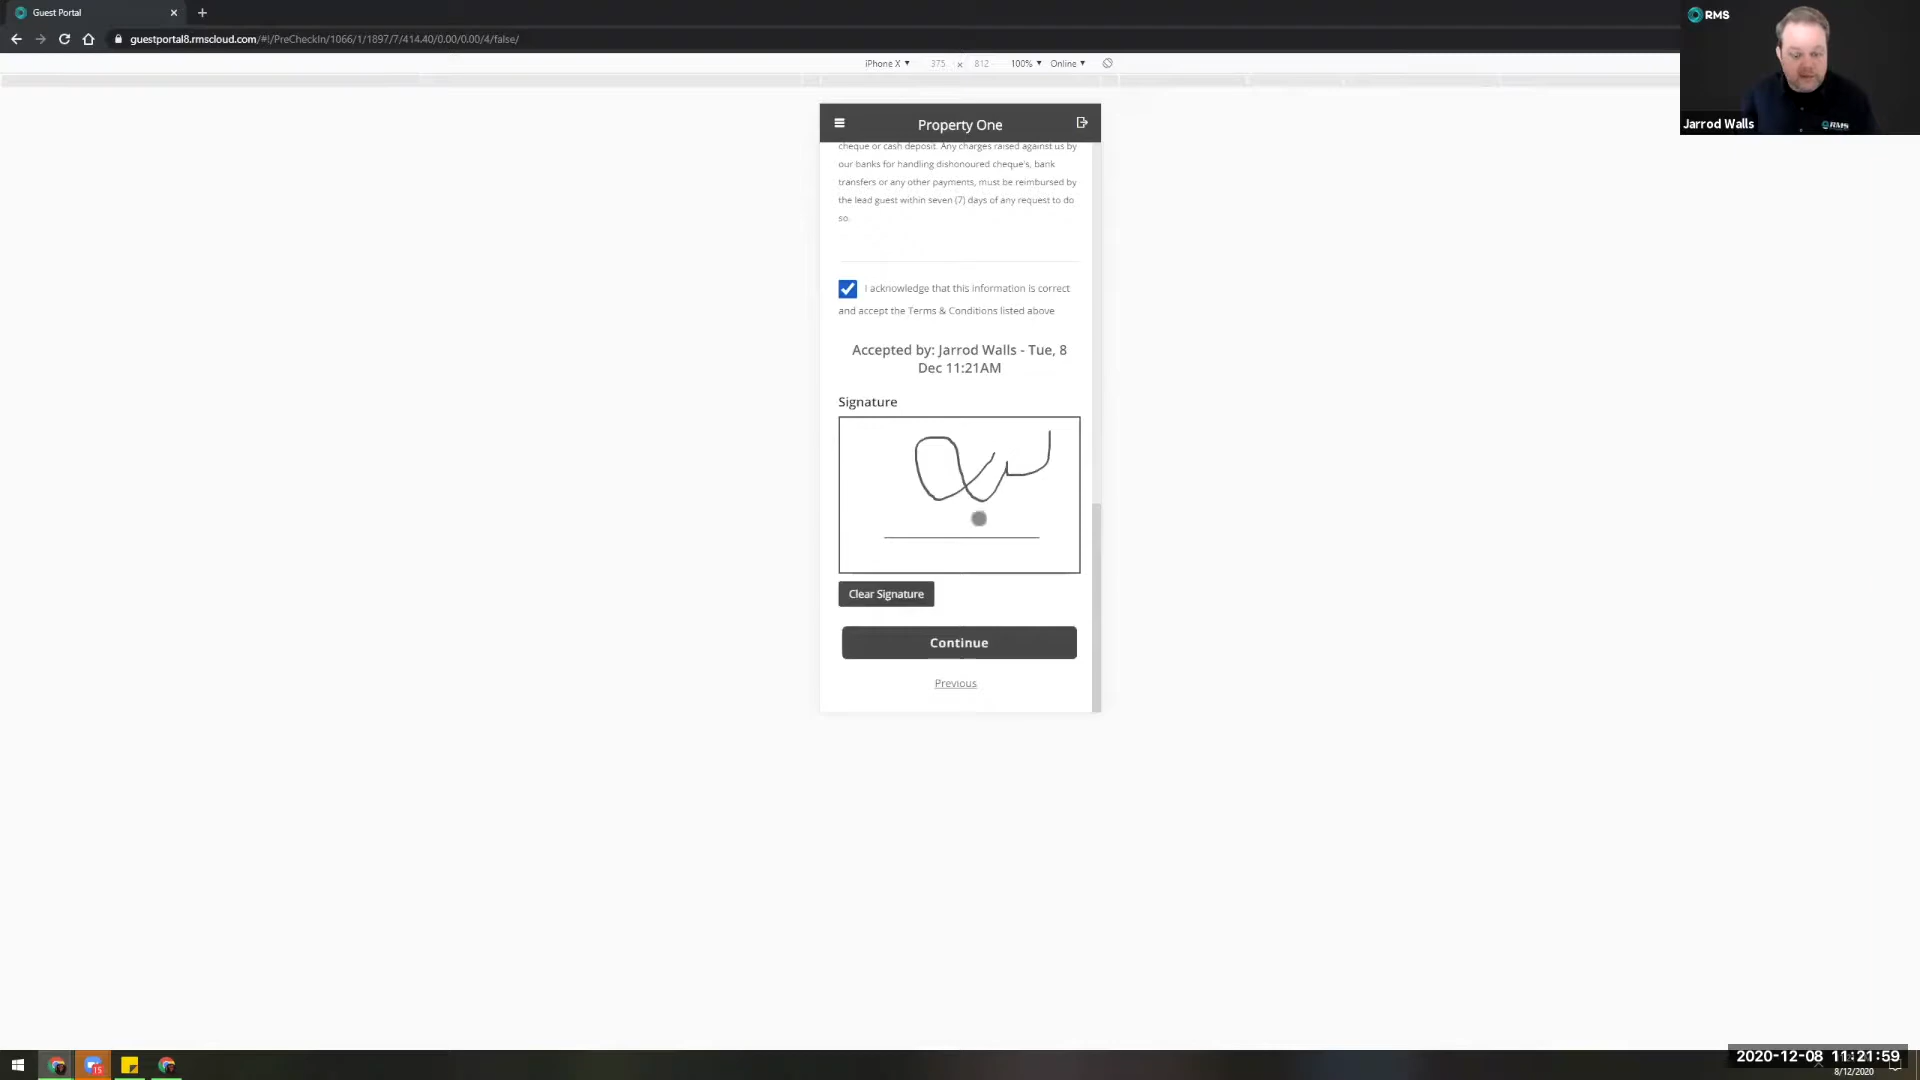 Guest Portal
guestportal8.rmscloud.com/#!/PreCheckIn/1066/1/1897/7/414.40/0.00/0.00/4/false/
iPhone X 375 x 812 100% Online
RMS
Jarrod Walls
RMS
Property One
cheque or cash deposit. Any charges raised against us by
our banks for handling dishonoured cheque's, bank
transfers or any other payments, must be reimbursed by
the lead guest within seven (7) days of any request to do
so.
I acknowledge that this information is correct
and accept the Terms & Conditions listed above
Accepted by: Jarrod Walls - Tue, 8
Dec 11:21AM
Signature
Clear Signature
Continue
Previous
15
2020-12-08 11:21:59
8/12/2020